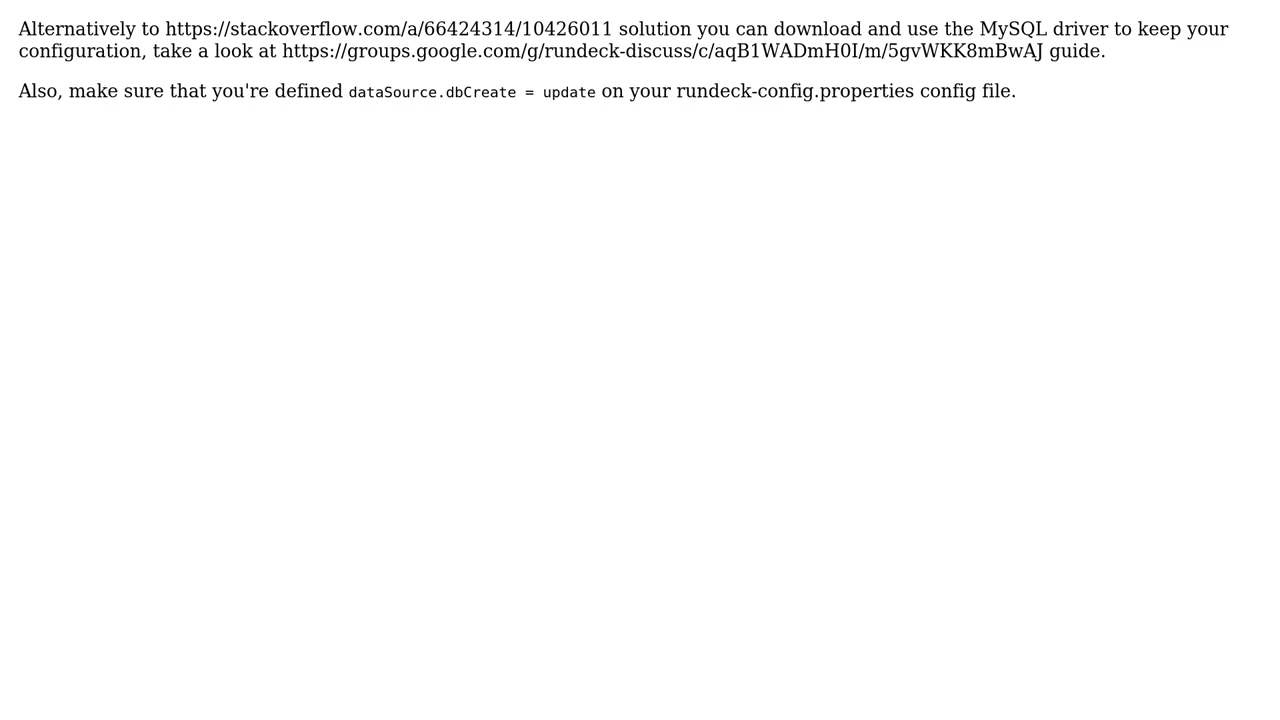 Alternatively to https://stackoverflow.com/a/66424314/10426011 solution you can download and use the MySQL driver to keep your
configuration, take a look at https://groups.google.com/g/rundeck-discuss/c/aqB1WADmH0I/m/5gvWKK8mBwAJ guide.
Also, make sure that you're defined dataSource.dbCreate = update on your rundeck-config.properties config file.